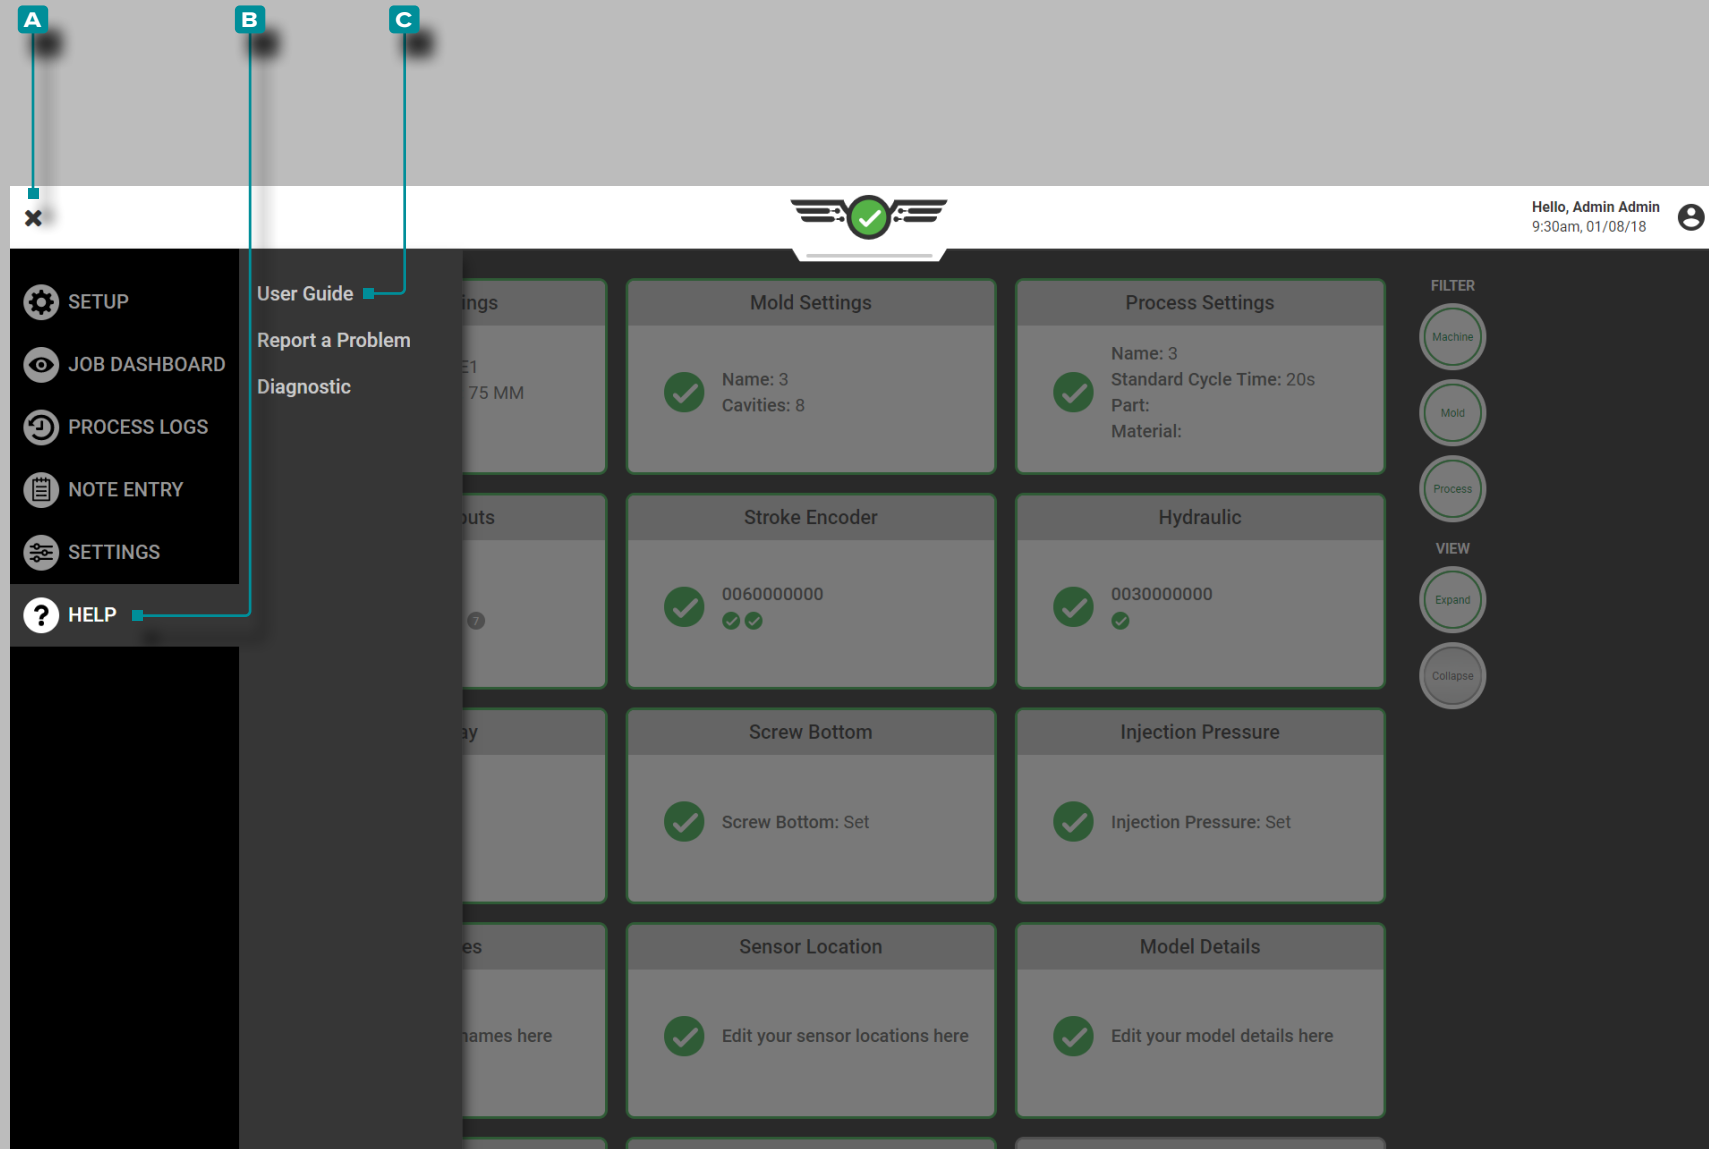 A
B
C
Hello, Admin Admin
9:30am, 01/08/18
SETUP
JOB DASHBOARD
PROCESS LOGS
NOTE ENTRY
SETTINGS
HELP
User Guide
Report a Problem
Diagnostic
ings
E1
75 MM
Mold Settings
Name: 3
Cavities: 8
Process Settings
Name: 3
Standard Cycle Time: 20s
Part:
Material:
puts
7
Stroke Encoder
0060000000
Hydraulic
0030000000
ay
Screw Bottom
Screw Bottom: Set
Injection Pressure
Injection Pressure: Set
es
names here
Sensor Location
Edit your sensor locations here
Model Details
Edit your model details here
FILTER
Machine
Mold
Process
VIEW
Expand
Collapse